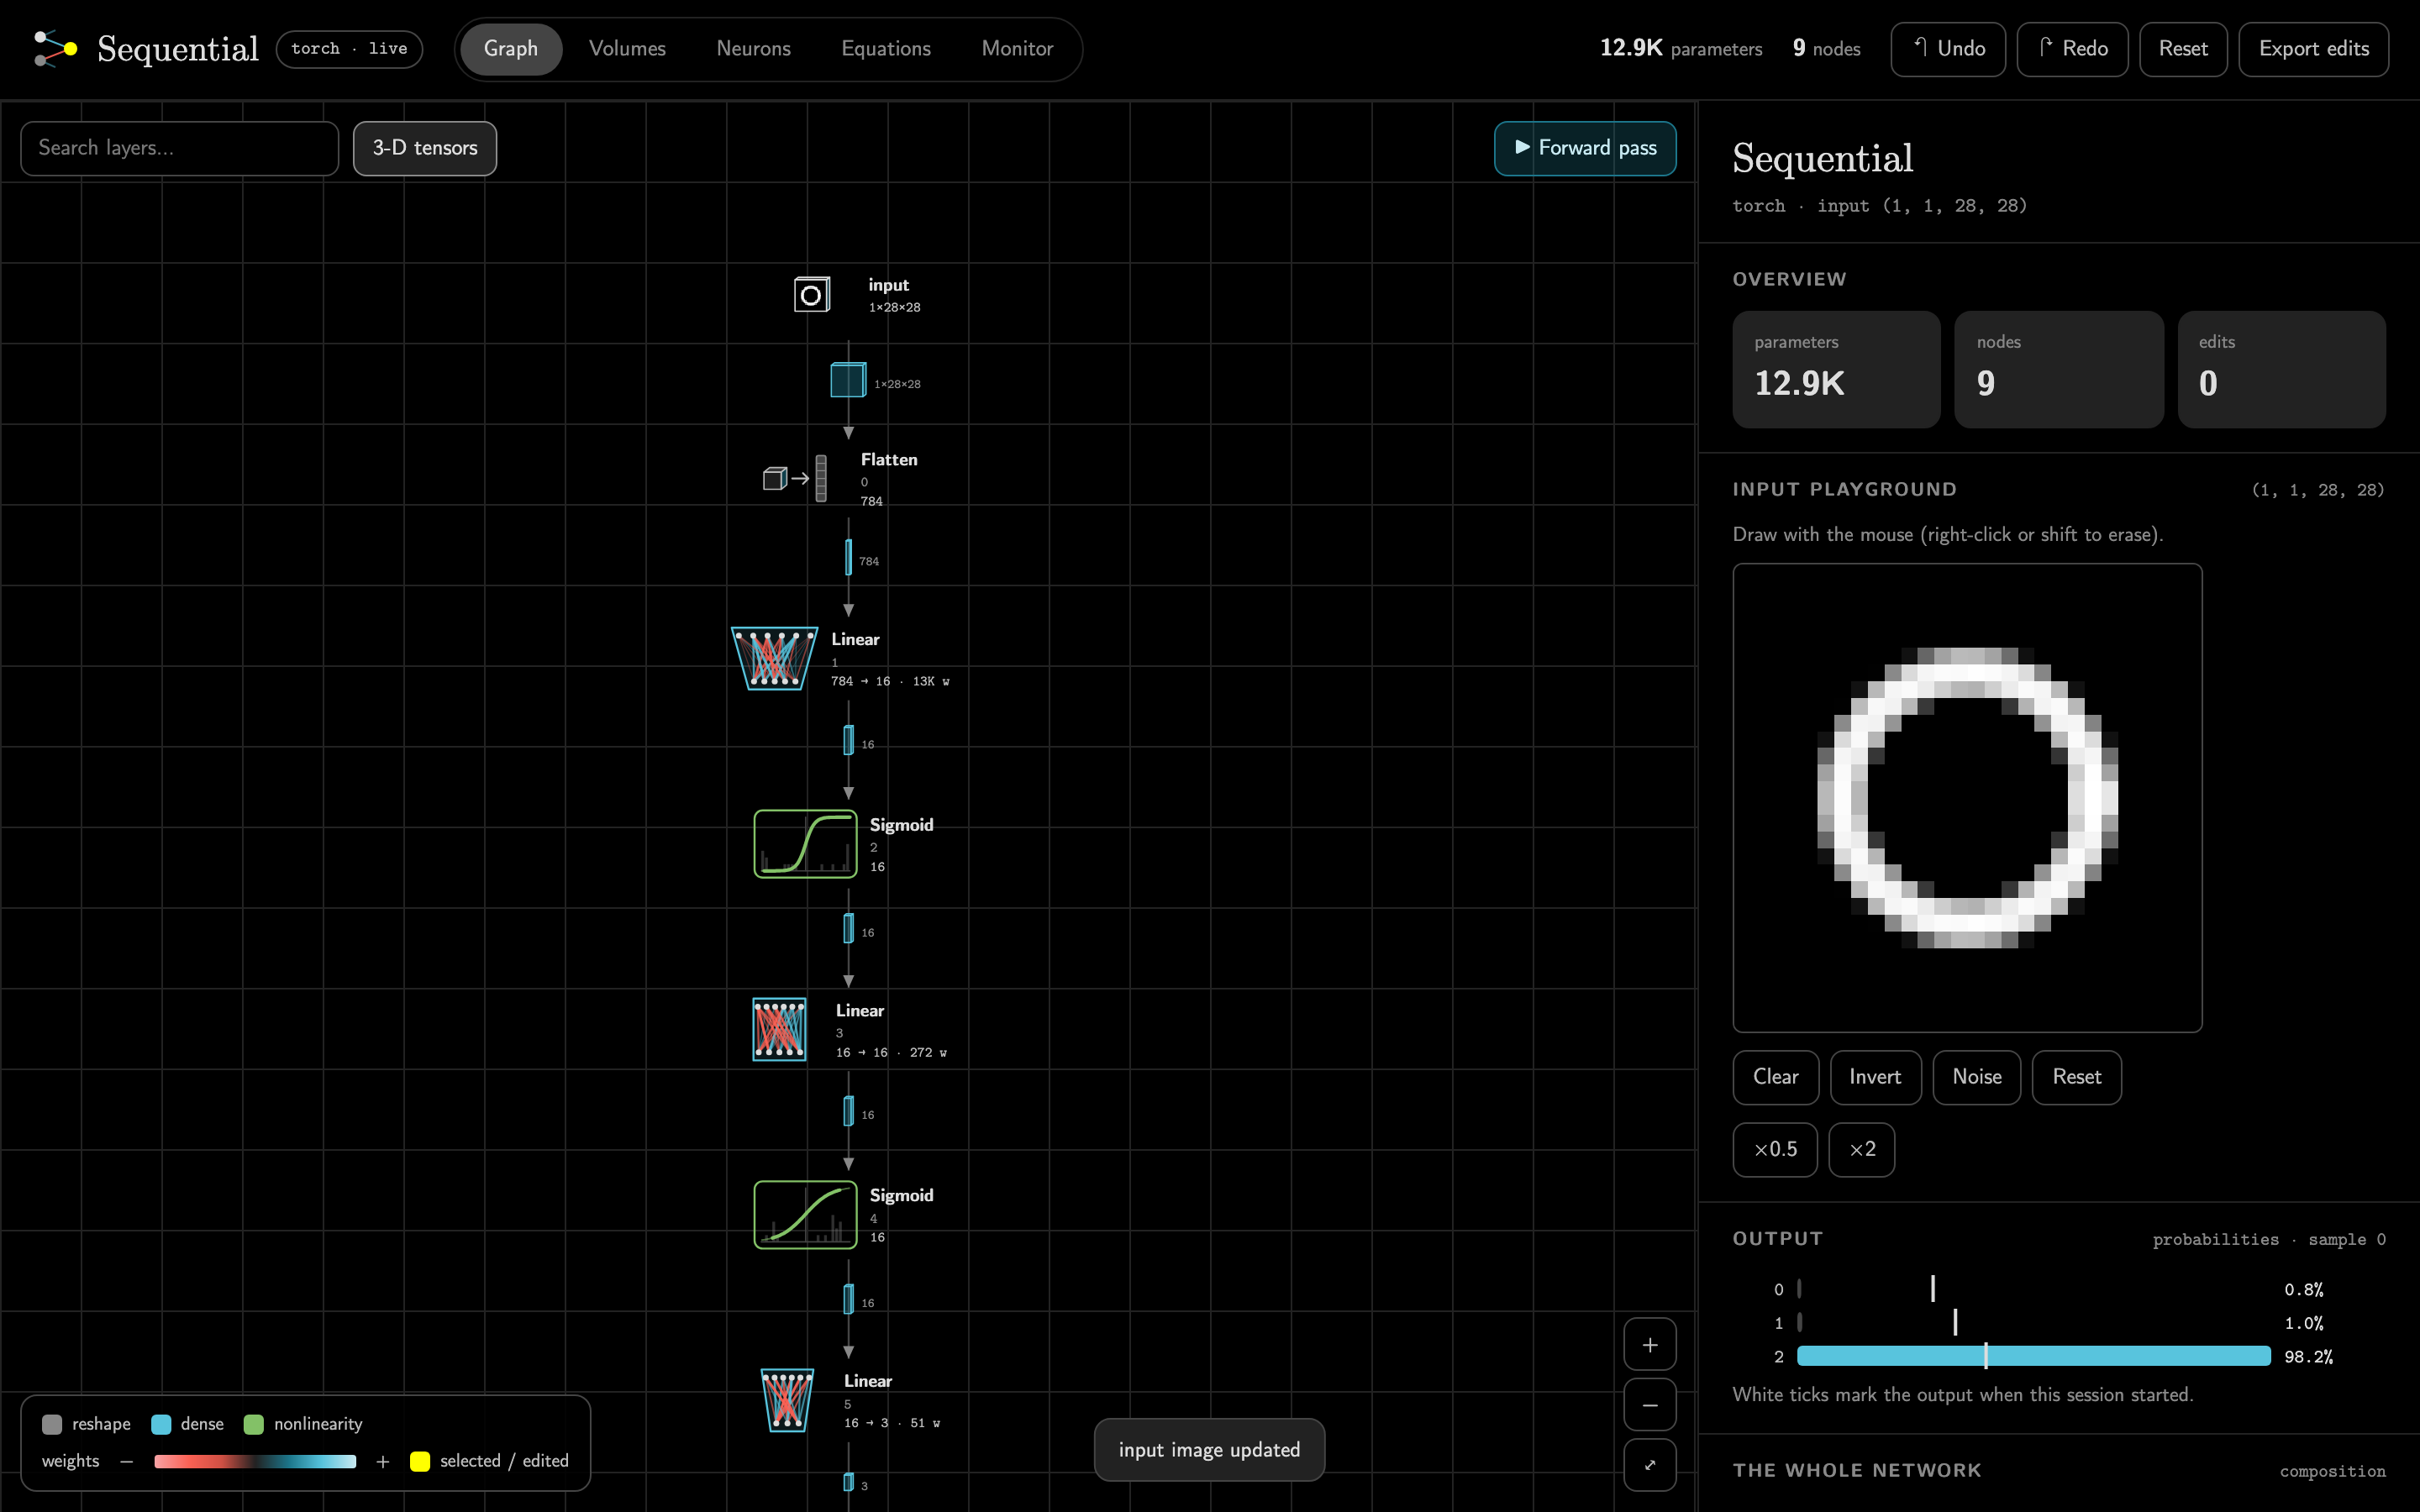 Sequential
torch · live
Graph
Volumes
Neurons
Equations
Monitor
12.9K parameters
9 nodes
Undo
Redo
Reset
Export edits
Search layers...
3-D tensors
Forward pass
input
1×28×28
1×28×28
Flatten
0
784
784
Linear
1
784 → 16 · 13K w
16
Sigmoid
2
16
16
Linear
3
16 → 16 · 272 w
16
Sigmoid
4
16
16
Linear
5
16 → 3 · 51 w
3
reshape
dense
nonlinearity
weights − +
selected / edited
input image updated
+
−
Sequential
torch · input (1, 1, 28, 28)
OVERVIEW
parameters
12.9K
nodes
9
edits
0
INPUT PLAYGROUND
(1, 1, 28, 28)
Draw with the mouse (right-click or shift to erase).
Clear
Invert
Noise
Reset
×0.5
×2
OUTPUT
probabilities · sample 0
0 0.8%
1 1.0%
2 98.2%
White ticks mark the output when this session started.
THE WHOLE NETWORK
composition